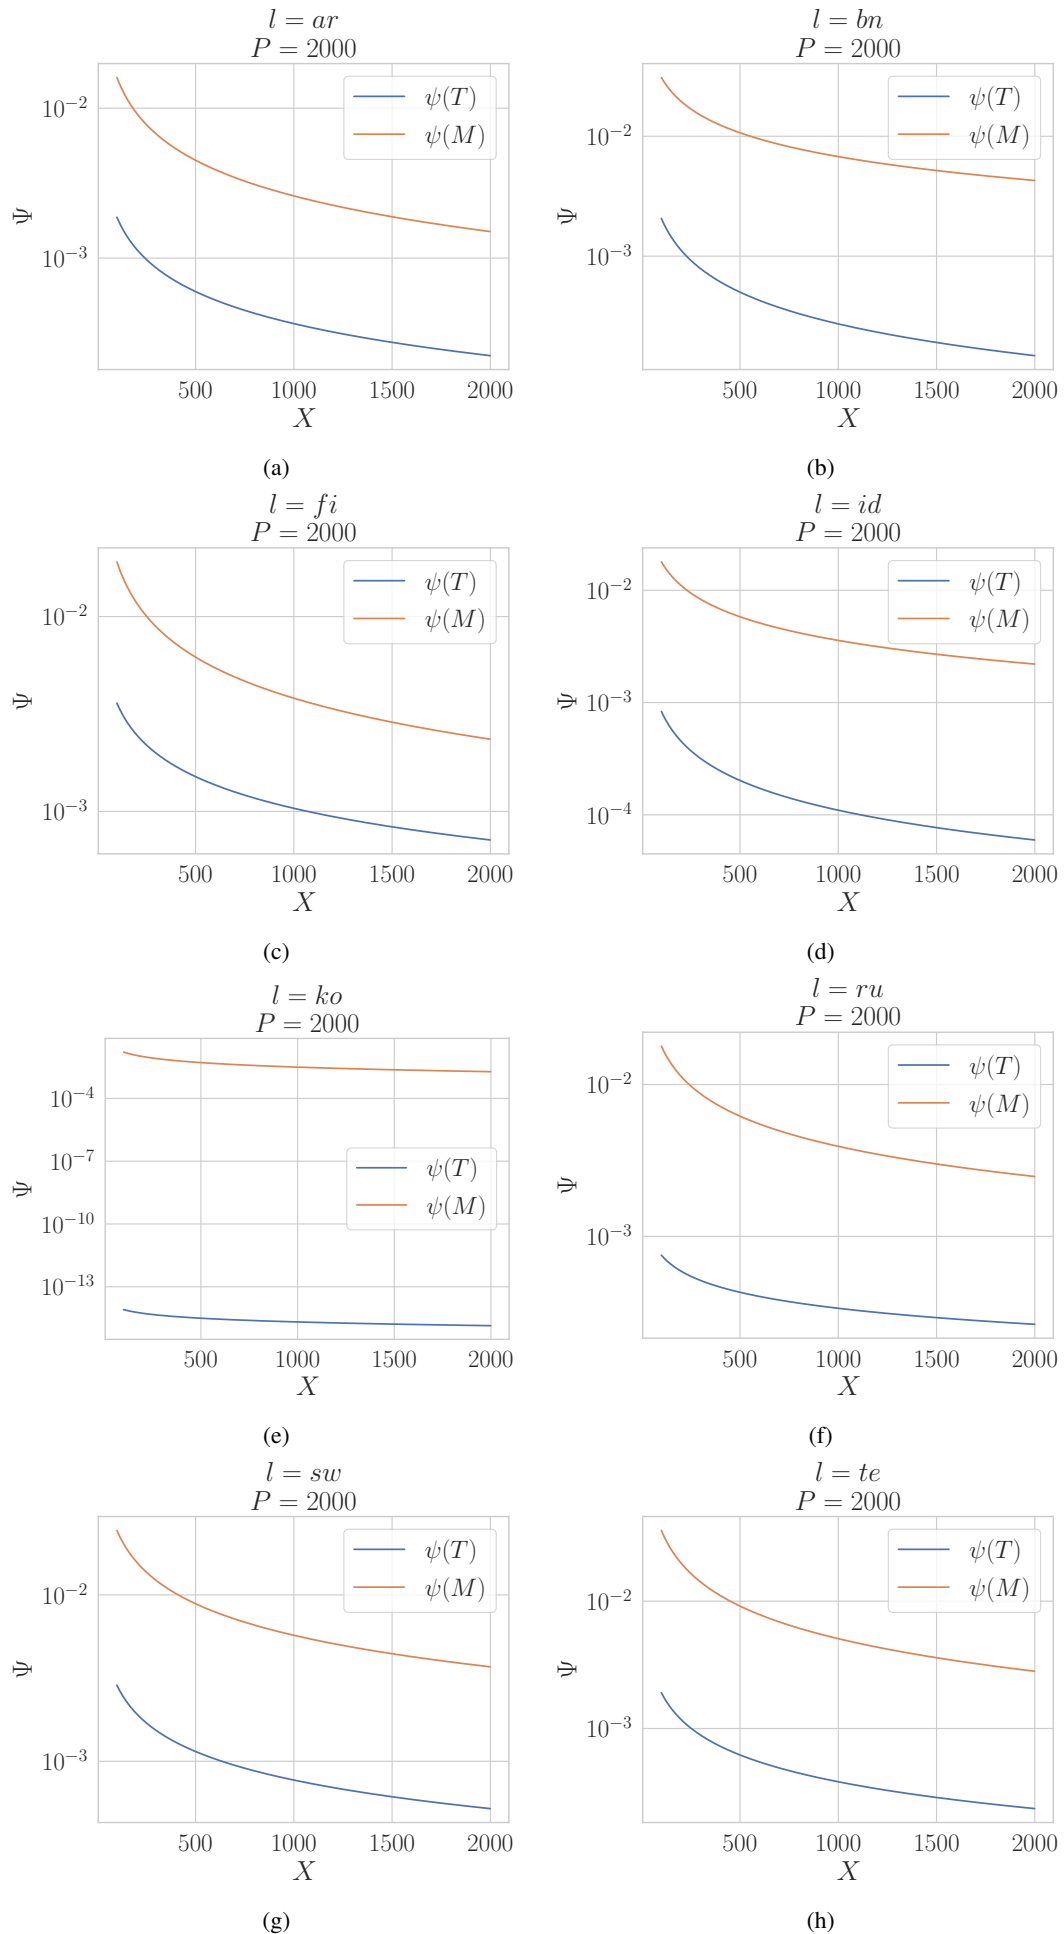 l = ar
P = 2000
ψ(T)
ψ(M)
10⁻²
10⁻³
Ψ
500 1000 1500 2000
X
(a)
l = bn
P = 2000
ψ(T)
ψ(M)
10⁻²
10⁻³
Ψ
500 1000 1500 2000
X
(b)
l = fi
P = 2000
ψ(T)
ψ(M)
10⁻²
10⁻³
Ψ
500 1000 1500 2000
X
(c)
l = id
P = 2000
ψ(T)
ψ(M)
10⁻²
10⁻³
10⁻⁴
Ψ
500 1000 1500 2000
X
(d)
l = ko
P = 2000
10⁻⁴
10⁻⁷
10⁻¹⁰
10⁻¹³
Ψ
ψ(T)
ψ(M)
500 1000 1500 2000
X
(e)
l = ru
P = 2000
ψ(T)
ψ(M)
10⁻²
10⁻³
Ψ
500 1000 1500 2000
X
(f)
l = sw
P = 2000
ψ(T)
ψ(M)
10⁻²
10⁻³
Ψ
500 1000 1500 2000
X
(g)
l = te
P = 2000
ψ(T)
ψ(M)
10⁻²
10⁻³
Ψ
500 1000 1500 2000
X
(h)